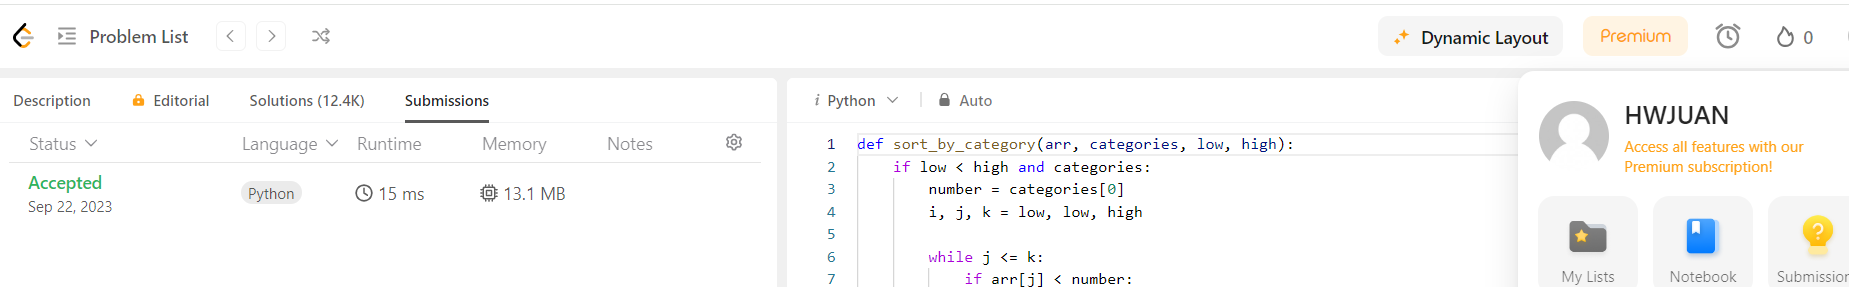 Problem List
Dynamic Layout
Premium
0
Description
Editorial
Solutions (12.4K)
Submissions
Status
Language
Runtime
Memory
Notes
Accepted
Sep 22, 2023
Python
15 ms
13.1 MB
i Python
Auto
1 def sort_by_category(arr, categories, low, high):
2 if low < high and categories:
3 number = categories[0]
4 i, j, k = low, low, high
5
6 while j <= k:
7 if arr[j] < number:
HWJUAN
Access all features with our
Premium subscription!
My Lists
Notebook
Submission